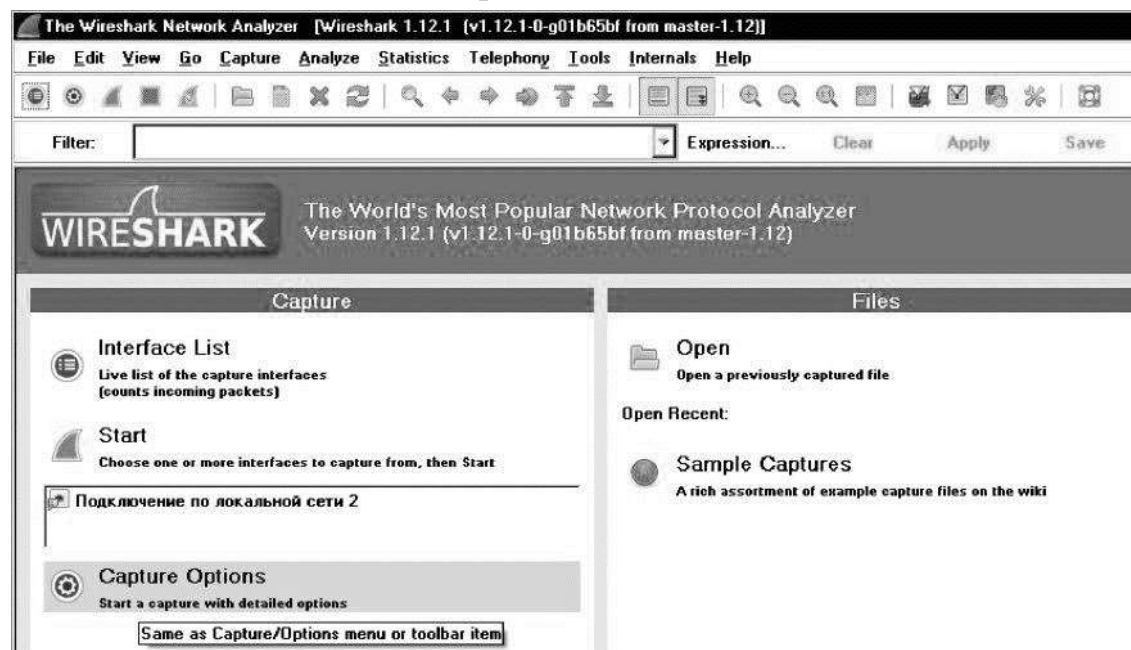 The Wireshark Network Analyzer [Wireshark 1.12.1 (v1.12.1-0-g01b65bf from master-1.12)]
File Edit View Go Capture Analyze Statistics Telephony Tools Internals Help
Filter: Expression... Clear Apply Save
WIRESHARK
The World's Most Popular Network Protocol Analyzer
Version 1.12.1 (v1.12.1-0-g01b65bf from master-1.12)
Capture
Interface List
Live list of the capture interfaces
(counts incoming packets)
Start
Choose one or more interfaces to capture from, then Start
Подключение по локальной сети 2
Capture Options
Start a capture with detailed options
Same as Capture/Options menu or toolbar item
Files
Open
Open a previously captured file
Open Recent:
Sample Captures
A rich assortment of example capture files on the wiki